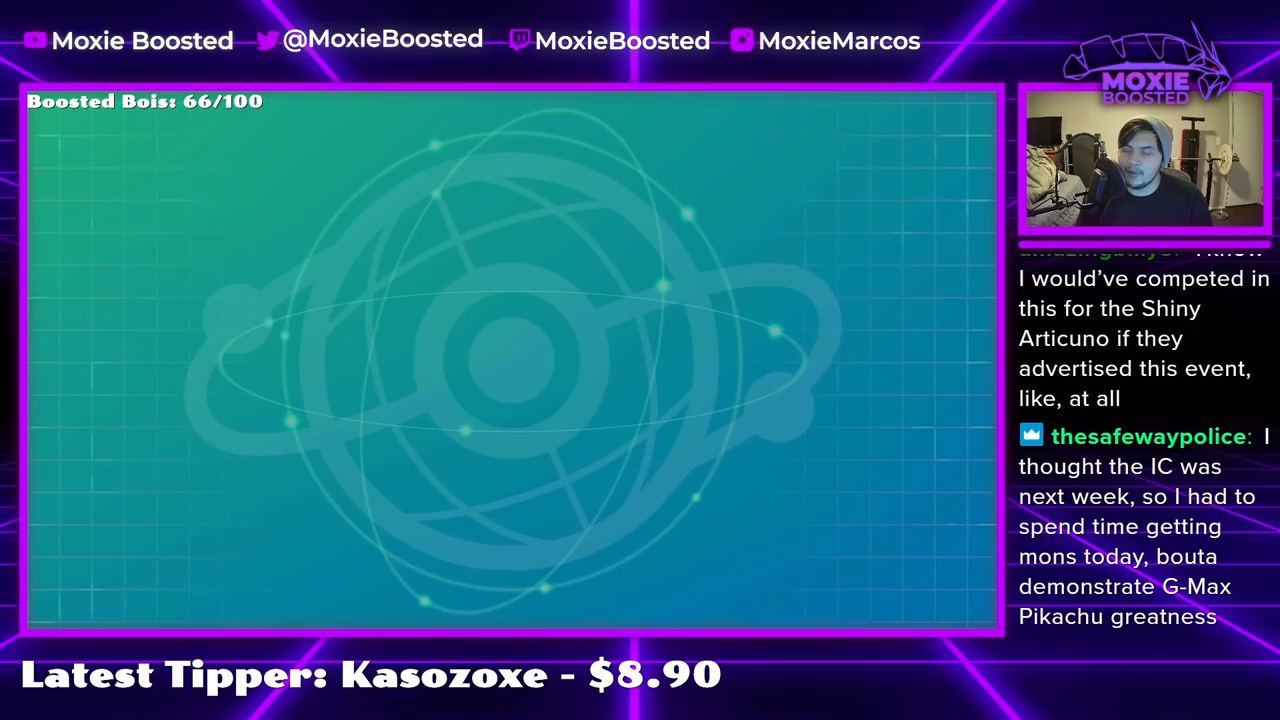 Moxie Boosted @MoxieBoosted MoxieBoosted MoxieMarcos
MOXIE
BOOSTED
Boosted Bois: 66/100
I would've competed in
this for the Shiny
Articuno if they
advertised this event,
like, at all
thesafewaypolice: I
thought the IC was
next week, so I had to
spend time getting
mons today, bouta
demonstrate G-Max
Pikachu greatness
Latest Tipper: Kasozoxe - $8.90